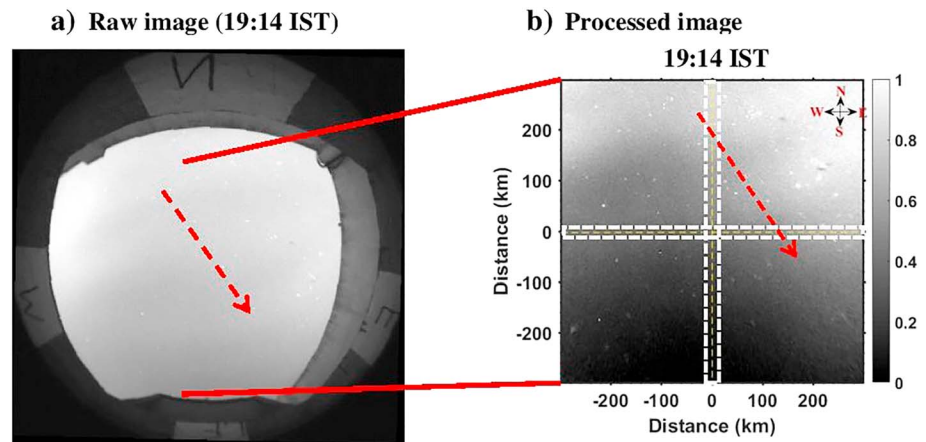 a) Raw image (19:14 IST)
N
W
E
b) Processed image
19:14 IST
N
W
E
S
Distance (km)
200
100
0
-100
-200
-200 -100 0 100 200
Distance (km)
1
0.8
0.6
0.4
0.2
0